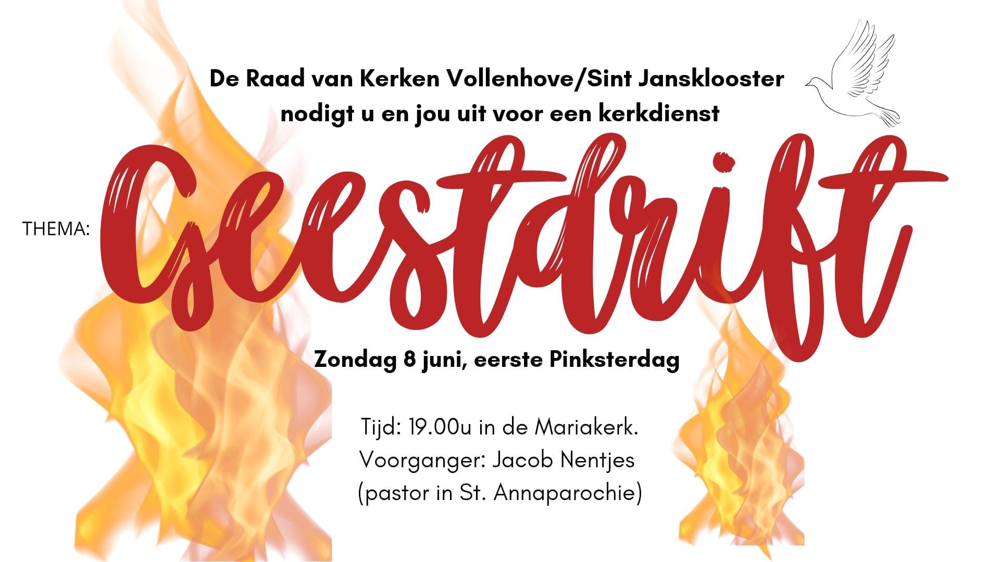 De Raad van Kerken Vollenhove/Sint Jansklooster
nodigt u en jou uit voor een kerkdienst
THEMA: Geestdrift
Zondag 8 juni, eerste Pinksterdag
Tijd: 19.00u in de Mariakerk.
Voorganger: Jacob Nentjes
(pastor in St. Annaparochie)